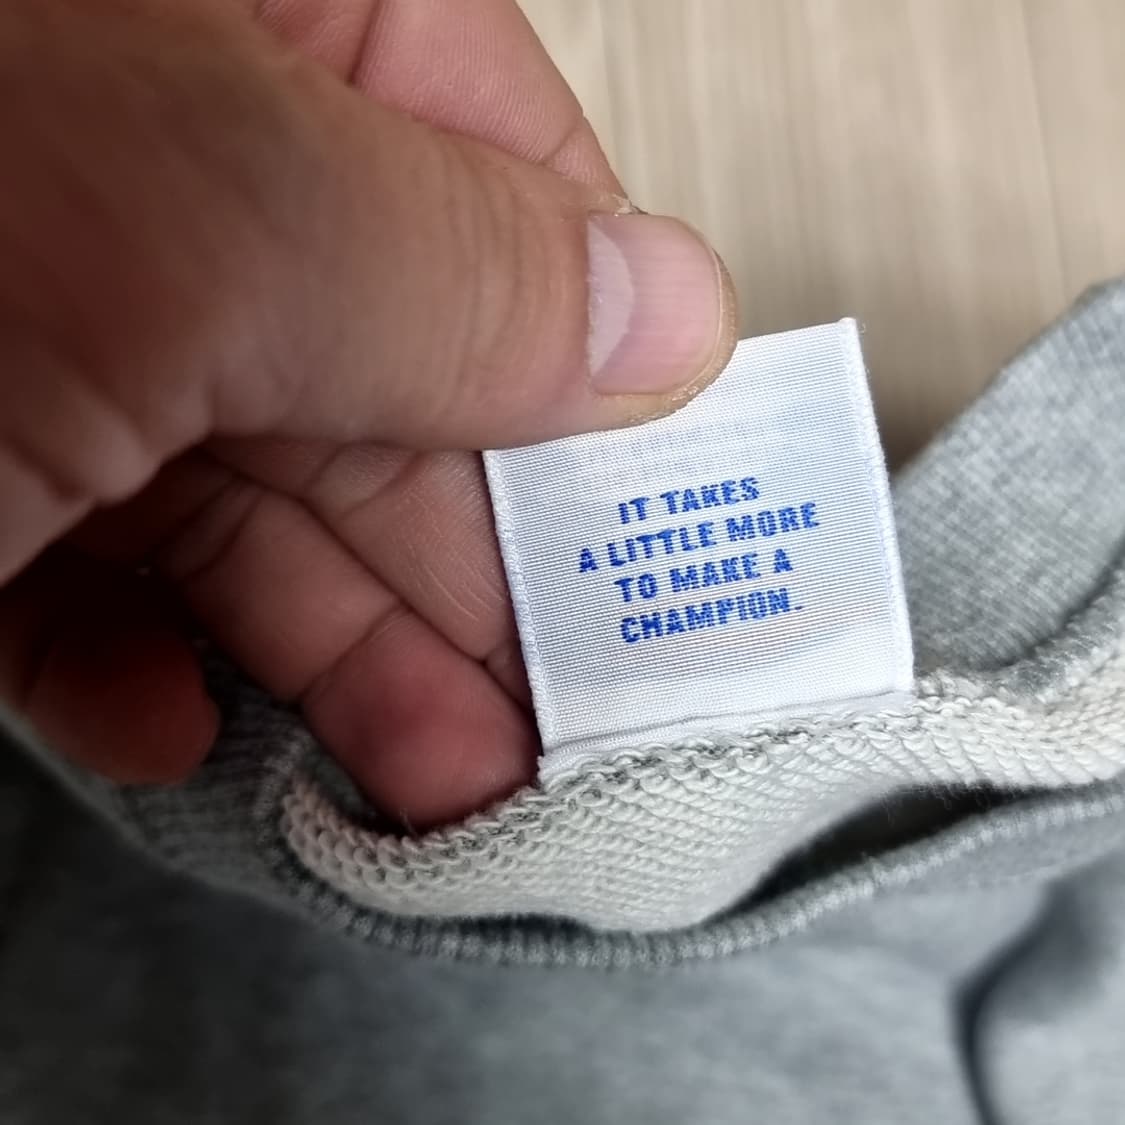 IT TAKES
A LITTLE MORE
TO MAKE A
CHAMPION.